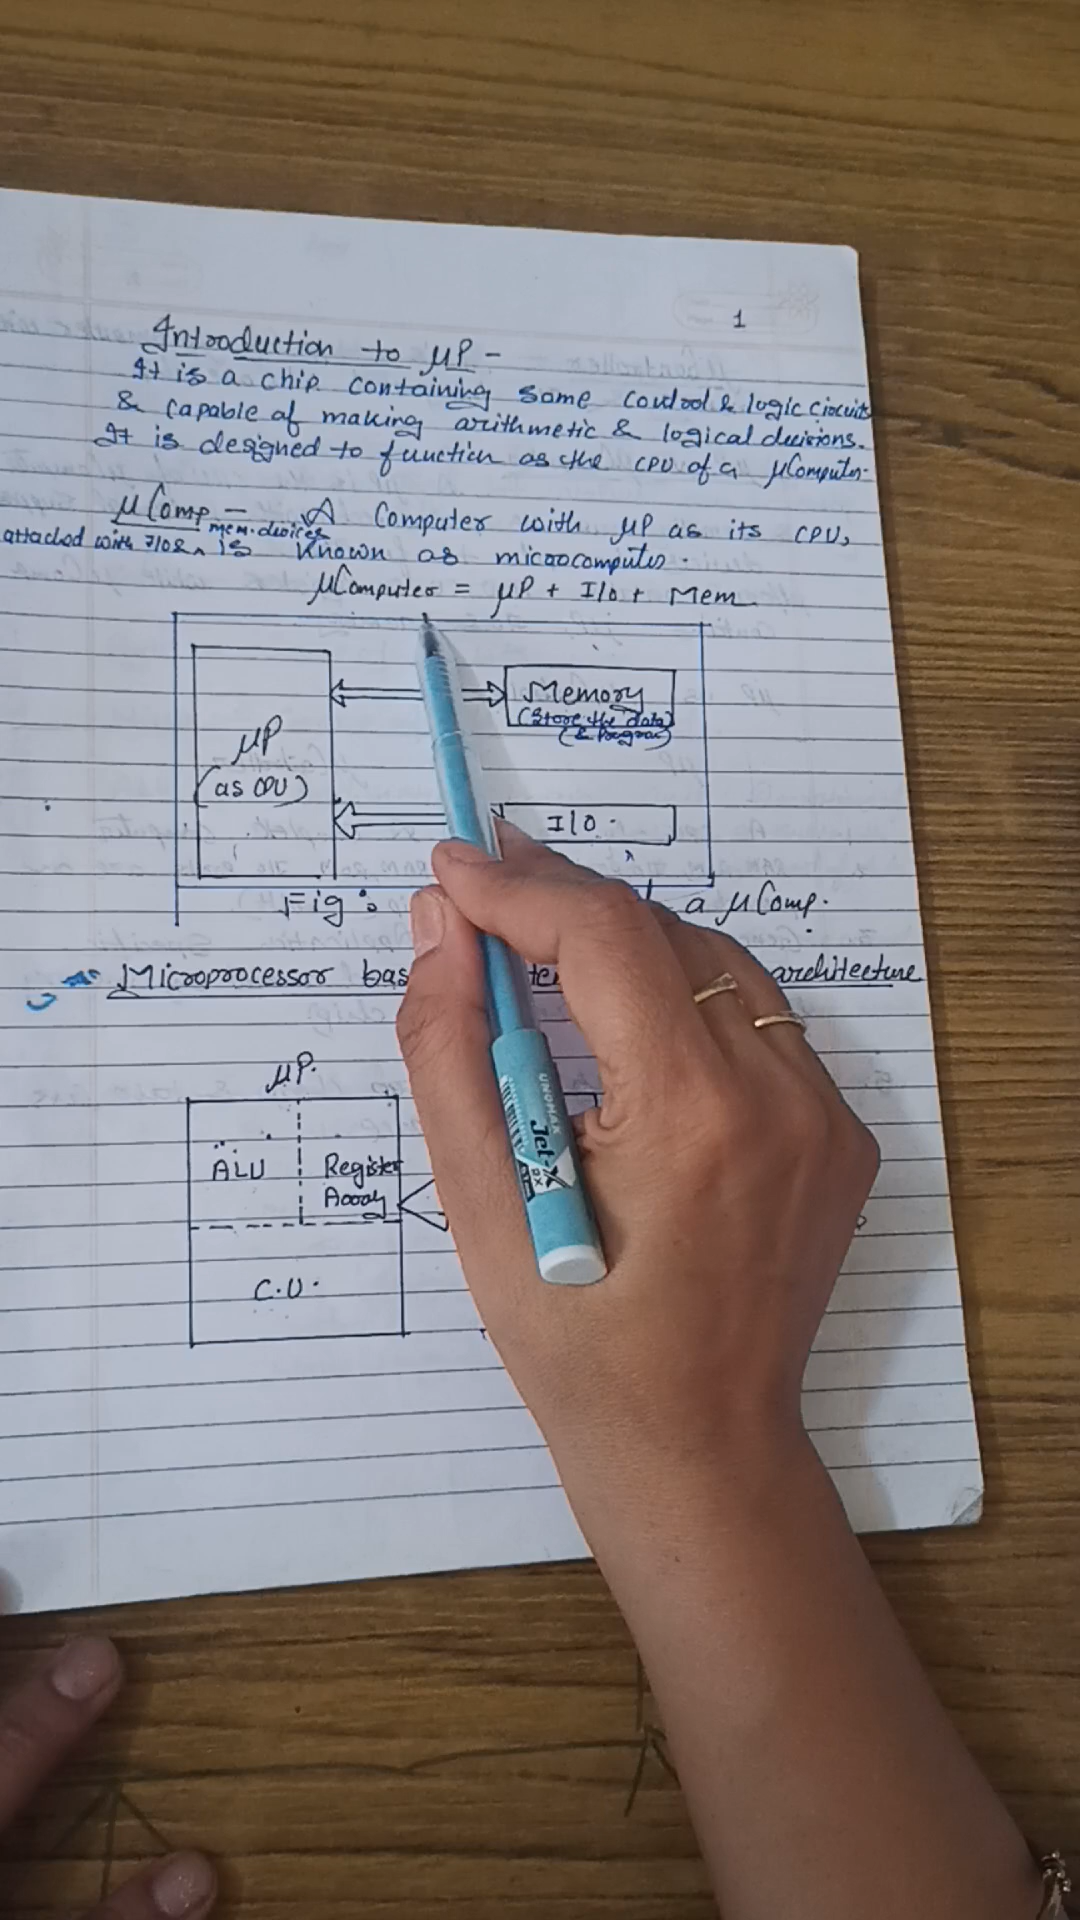 1
Introduction to μP -
It is a chip containing some control & logic circuits
& capable of making arithmetic & logical decisions.
It is designed to function as the CPU of a μComputer.
μComp - A Computer with μP as its CPU,
attached with I/O & mem. devices is known as microcomputer.
μComputer = μP + I/O + Mem
μP
(as CPU)
Memory
(Store the data)
(& Program)
I/O.
Fig: a μComp.
Microprocessor architecture
μP.
ALU
Register
Array
C.U.
UNOMAX
Jet-X